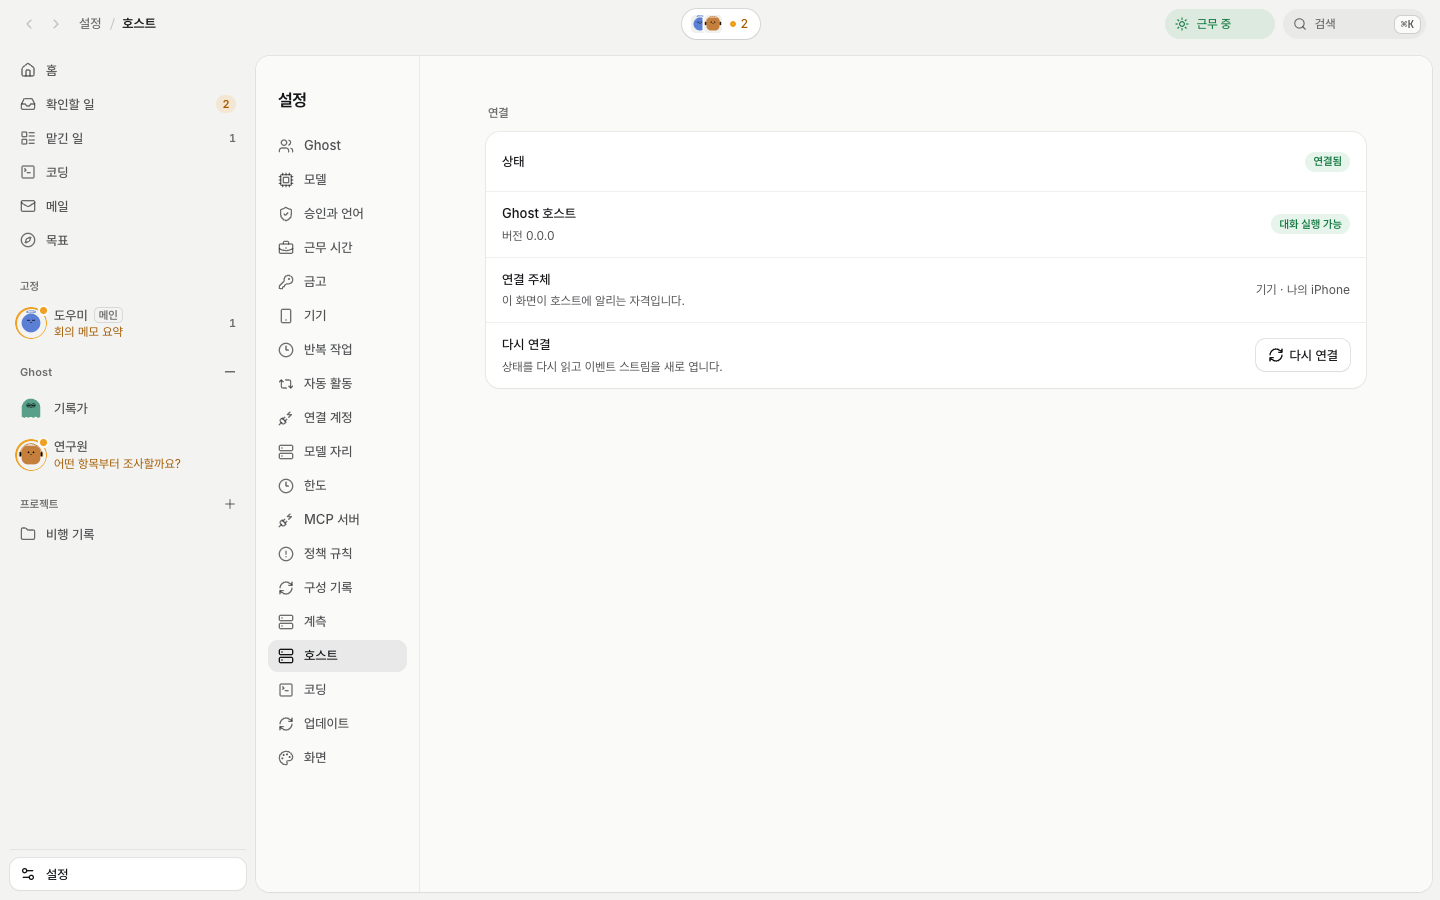 설정 / 호스트
2
근무 중
검색
⌘K
홈
확인할 일
2
맡긴 일
1
코딩
메일
목표
고정
도우미
메인
회의 메모 요약
1
Ghost
기록가
연구원
어떤 항목부터 조사할까요?
프로젝트
비행 기록
설정
설정
Ghost
모델
승인과 언어
근무 시간
금고
기기
반복 작업
자동 활동
연결 계정
모델 자리
한도
MCP 서버
정책 규칙
구성 기록
계측
호스트
코딩
업데이트
화면
연결
상태
연결됨
Ghost 호스트
버전 0.0.0
대화 실행 가능
연결 주체
이 화면이 호스트에 알리는 자격입니다.
기기 · 나의 iPhone
다시 연결
상태를 다시 읽고 이벤트 스트림을 새로 엽니다.
다시 연결